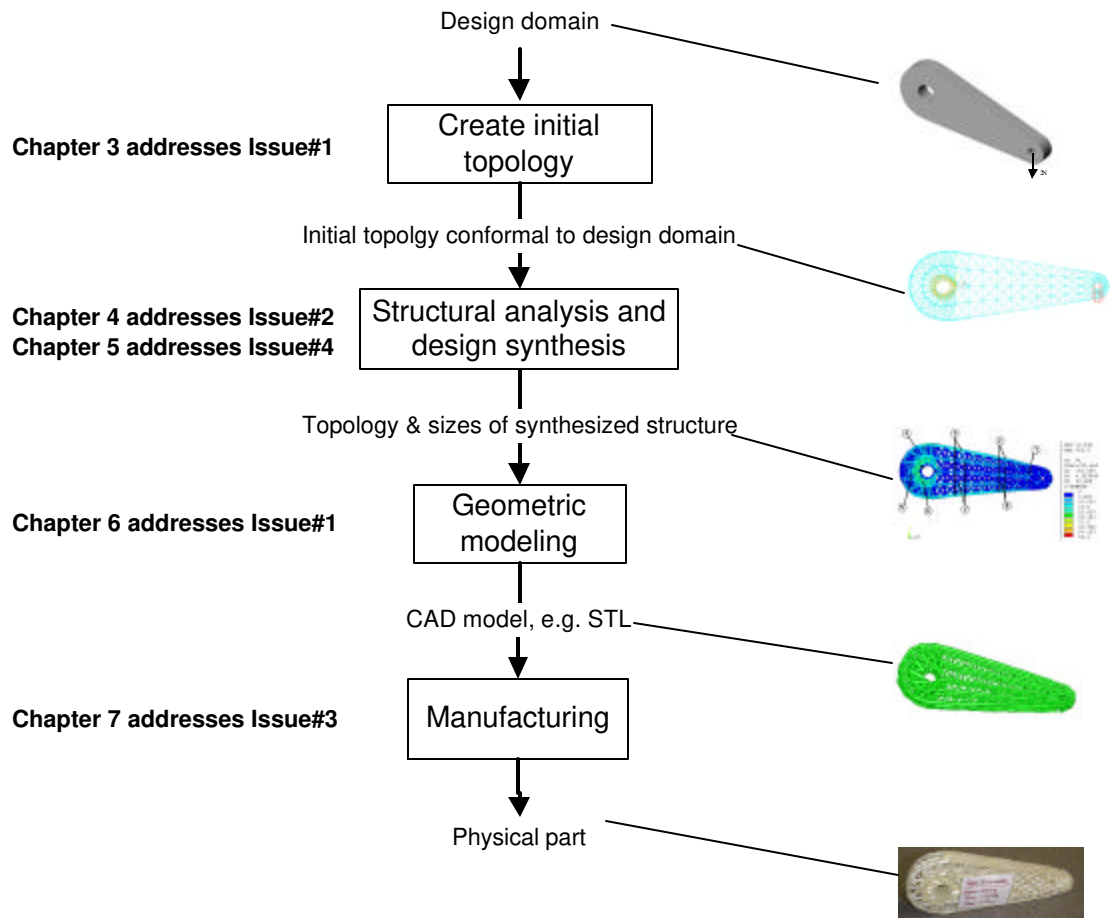 Design domain
Create initial
topology
Chapter 3 addresses Issue#1
2N
Initial topolgy conformal to design domain
Chapter 4 addresses Issue#2
Chapter 5 addresses Issue#4
Structural analysis and
design synthesis
Topology & sizes of synthesized structure
Chapter 6 addresses Issue#1
Geometric
modeling
CAD model, e.g. STL
Chapter 7 addresses Issue#3
Manufacturing
Physical part